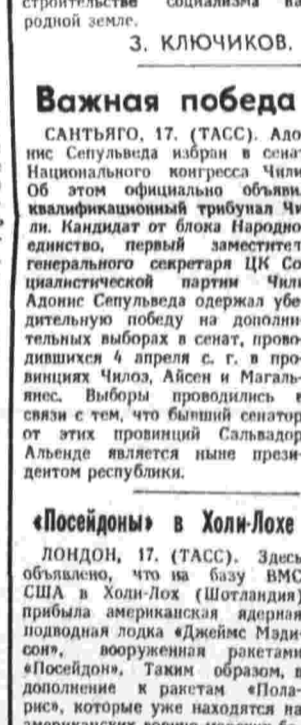 строительстве социализма на
родной земле.
З. КЛЮЧИКОВ.
Важная победа
САНТЬЯГО, 17. (ТАСС). Адо
нис Сепульведа избран в сенат
Национального конгресса Чили
Об этом официально объяви
квалификационный трибунал Чи
ли. Кандидат от блока Народно
единство, первый заместител
генерального секретаря ЦК Со
циалистической партии Чили
Адонис Сепульведа одержал убе
дительную победу на дополни
тельных выборах в сенат, прово
дившихся 4 апреля с. г. в про
винциях Чилоэ, Айсен и Магаль
янес. Выборы проводились в
связи с тем, что бывший сенатор
от этих провинций Сальвадор
Альенде является ныне прези
дентом республики.
«Посейдоны» в Холи-Лохе
ЛОНДОН, 17. (ТАСС). Здесь
объявлено, что на базу ВМС
США в Холи-Лох (Шотландия)
прибыла американская ядерная
подводная лодка «Джеймс Мэди
сон», вооруженная ракетами
«Посейдон». Таким образом, в
дополнение к ракетам «Пола
рис», которые уже находятся на